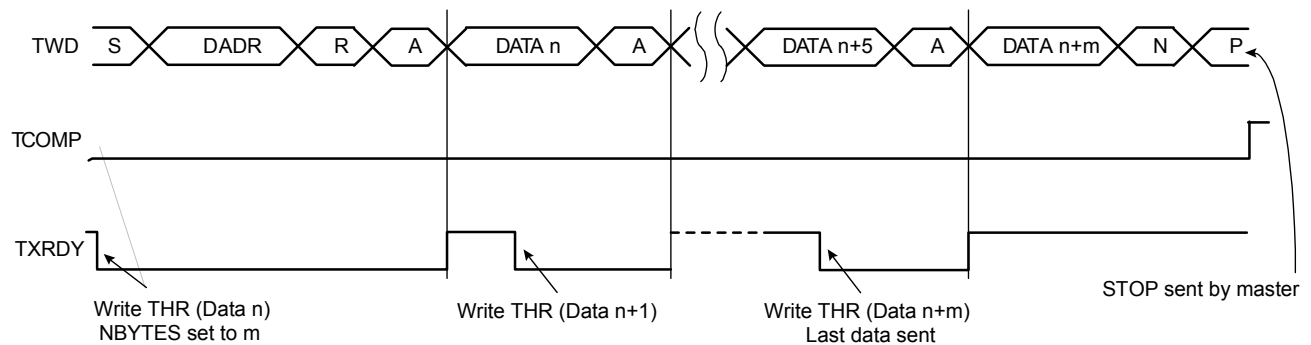 TWD S DADR R A DATA n A DATA n+5 A DATA n+m N P
TCOMP
TXRDY
Write THR (Data n)
NBYTES set to m
Write THR (Data n+1)
Write THR (Data n+m)
Last data sent
STOP sent by master